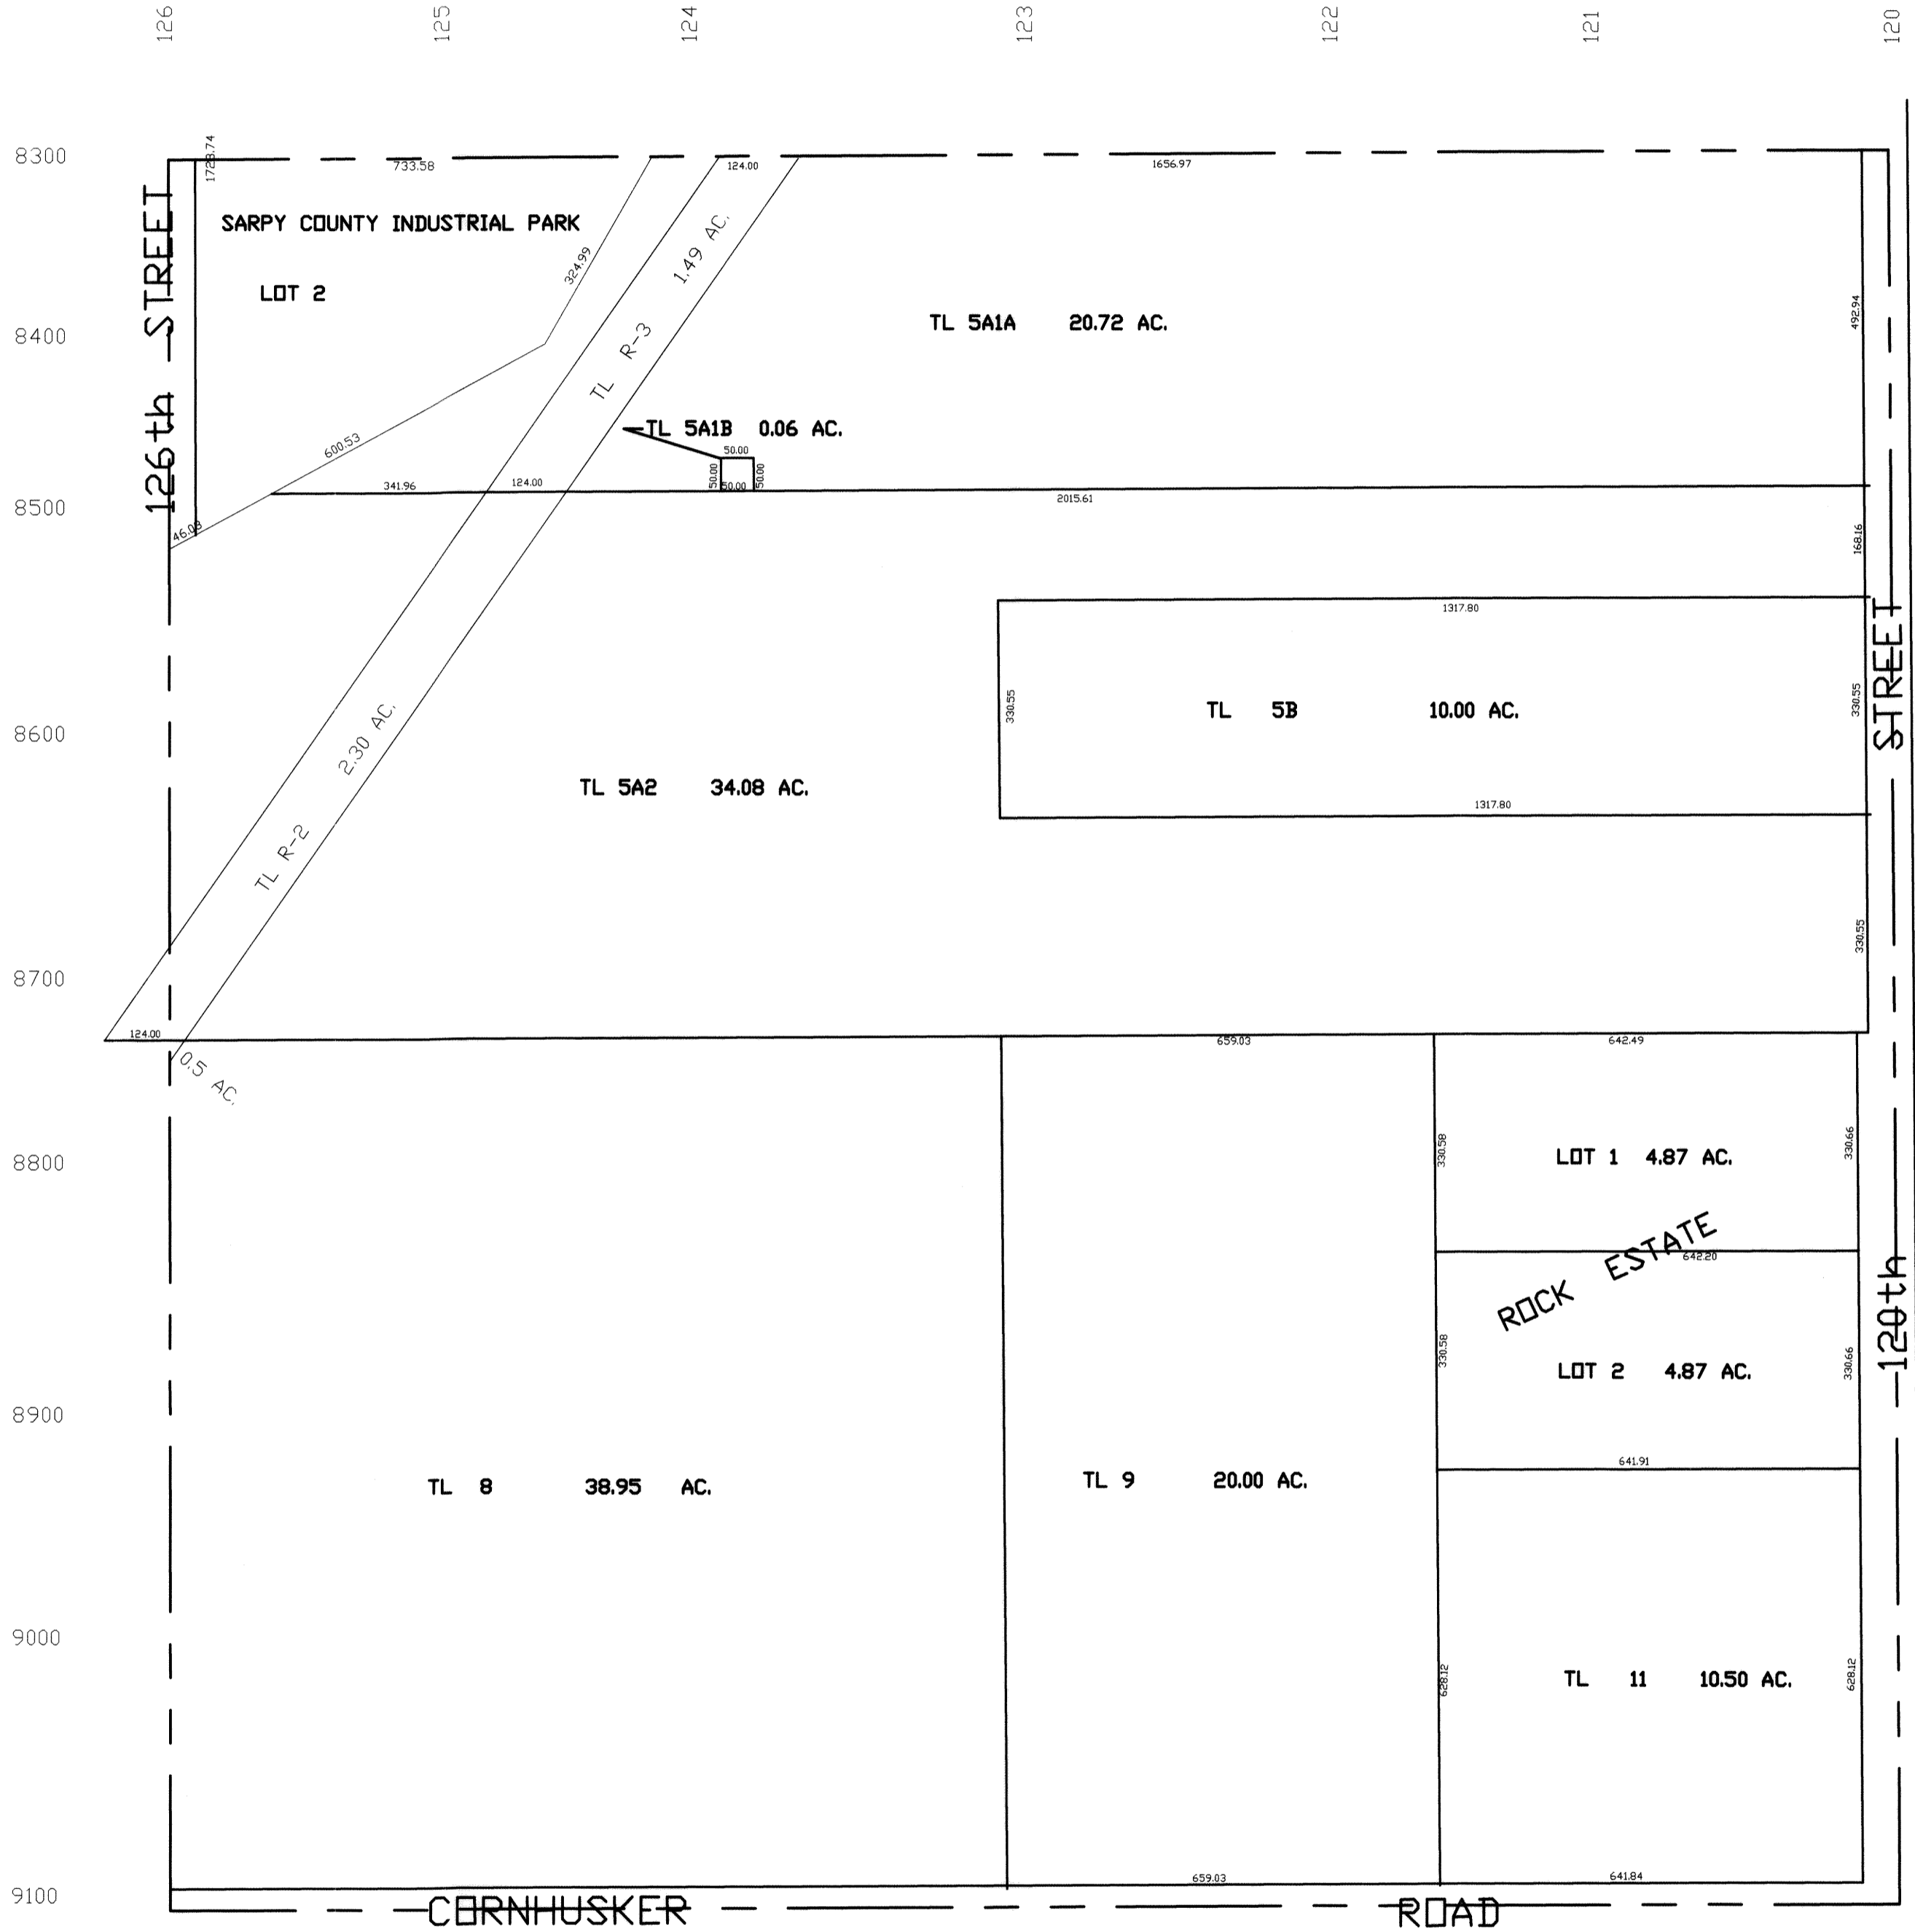 126
125
124
123
122
121
120
8300
8400
8500
8600
8700
8800
8900
9000
9100
126th STREET
733.58
124.00
1656.97
SARPY COUNTY INDUSTRIAL PARK
LOT 2
324.99
600.53
46.08
TL R-3 1.49 AC.
TL 5A1A 20.72 AC.
492.94
TL 5A1B 0.06 AC.
50.00
50.00
50.00
50.00
341.96
124.00
2015.61
168.16
1317.80
330.55
TL 5B 10.00 AC.
330.55
1317.80
TL 5A2 34.08 AC.
TL R-2 2.30 AC.
330.55
124.00
0.5 AC.
659.03
642.49
330.58
LOT 1 4.87 AC.
330.66
642.20
ROCK ESTATE
330.58
LOT 2 4.87 AC.
330.66
641.91
TL 8 38.95 AC.
TL 9 20.00 AC.
628.12
TL 11 10.50 AC.
628.12
659.03
641.84
CORNHUSKER ROAD
120th STREET